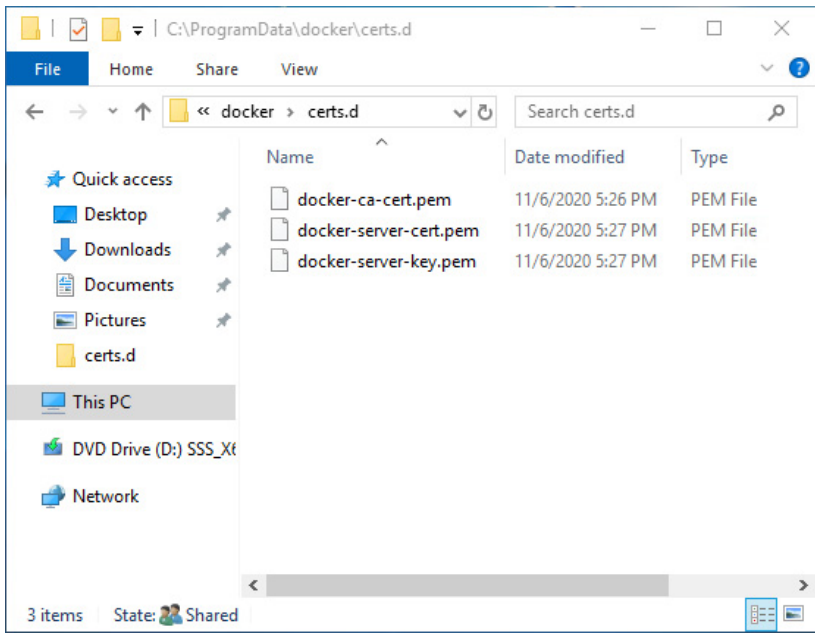 C:\ProgramData\docker\certs.d
File Home Share View
« docker > certs.d Search certs.d
Name Date modified Type
Quick access
Desktop
Downloads
Documents
Pictures
certs.d
This PC
DVD Drive (D:) SSS_X6
Network
docker-ca-cert.pem 11/6/2020 5:26 PM PEM File
docker-server-cert.pem 11/6/2020 5:27 PM PEM File
docker-server-key.pem 11/6/2020 5:27 PM PEM File
3 items State: Shared